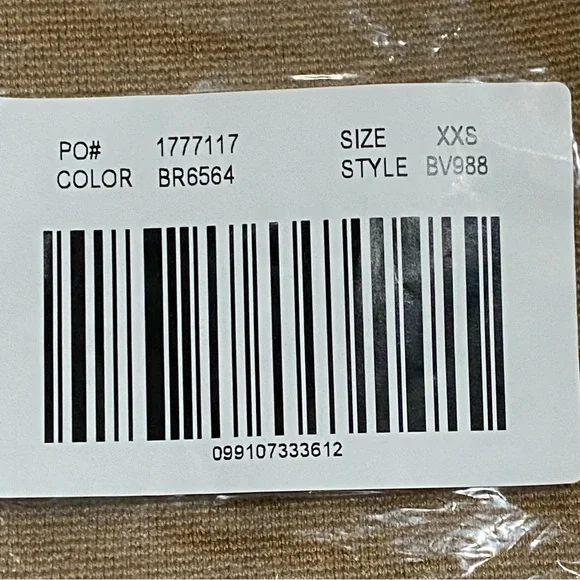 PO# 1777117 SIZE XXS
COLOR BR6564 STYLE BV988
099107333612